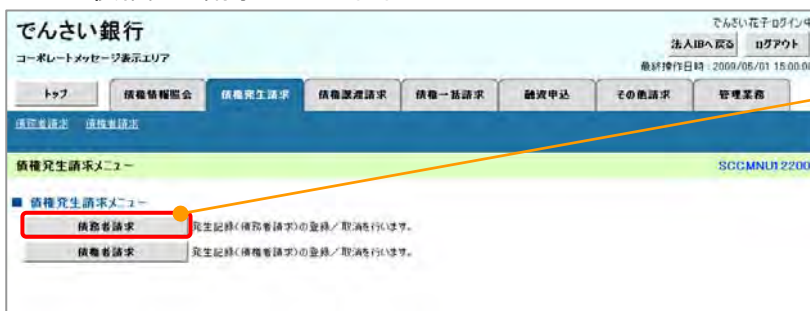 でんさい花子ログイン中
でんさい銀行
法人IBへ戻る ログアウト
コーポレートメッセージ表示エリア
最終操作日時:2009/05/01 15:00:00
トップ 債権情報照会 債権発生請求 債権譲渡請求 債権一括請求 融資申込 その他請求 管理業務
債務者請求 債権者請求
債権発生請求メニュー SCCMNU12200
■ 債権発生請求メニュー
債務者請求 発生記録(債務者請求)の登録/取消を行います。
債権者請求 発生記録(債権者請求)の登録/取消を行います。